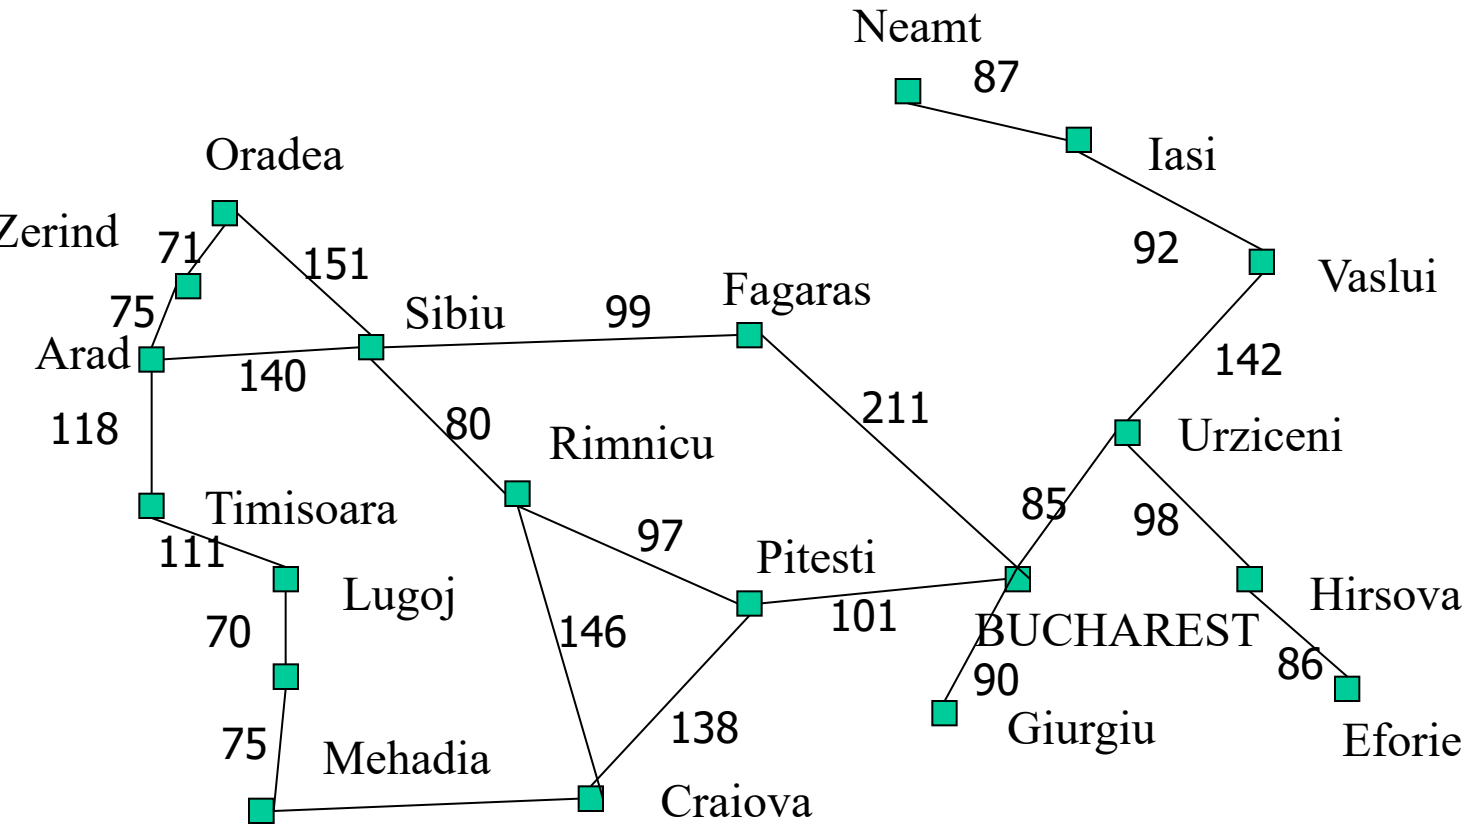 Neamt
87
Oradea
Iasi
Zerind
71
151
92
Vaslui
Fagaras
75
Sibiu
99
Arad
140
142
118
80
211
Rimnicu
Urziceni
Timisoara
85
98
111
97
Pitesti
Lugoj
Hirsova
70
146
101
BUCHAREST
86
90
75
138
Giurgiu
Eforie
Mehadia
Craiova